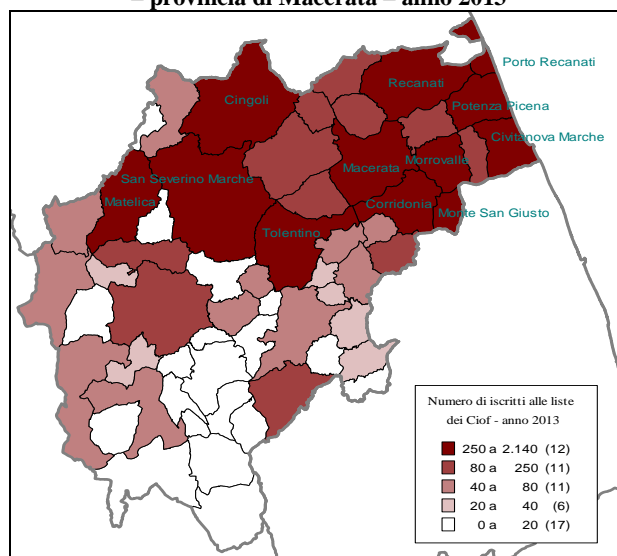 – provincia di Macerata – anno 2013
Porto Recanati
Recanati
Cingoli
Potenza Picena
Civitanova Marche
Macerata
Morrovalle
San Severino Marche
Matelica
Corridonia
Monte San Giusto
Tolentino
Numero di iscritti alle liste
dei Ciof - anno 2013
250 a 2.140 (12)
80 a 250 (11)
40 a 80 (11)
20 a 40 (6)
0 a 20 (17)